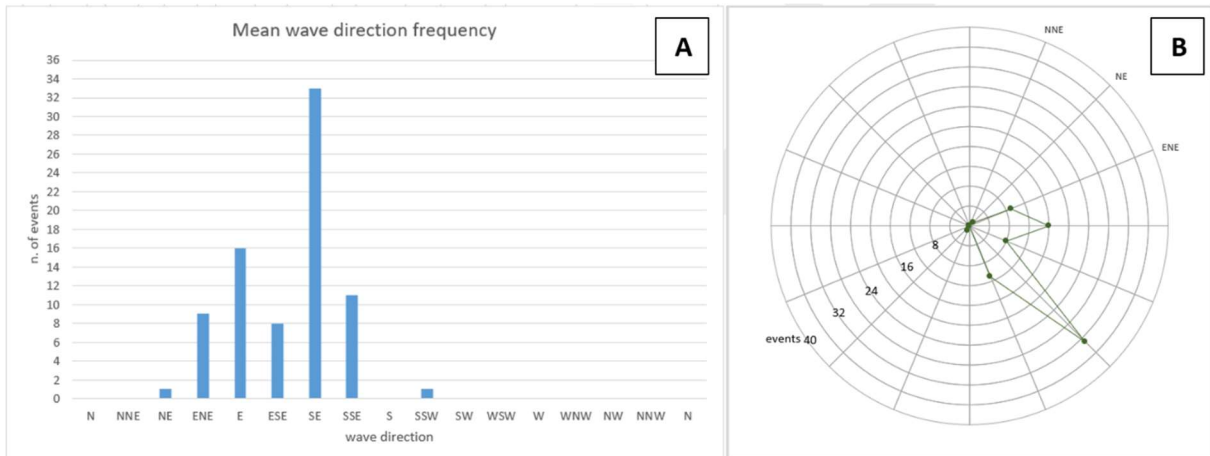 Mean wave direction frequency
A
36
34
32
30
28
26
24
22
20
18
16
14
12
10
8
6
4
2
0
n. of events
N NNE NE ENE E ESE SE SSE S SSW SW WSW W WNW NW NNW N
wave direction
B
NNE
NE
ENE
8
16
24
32
events 40